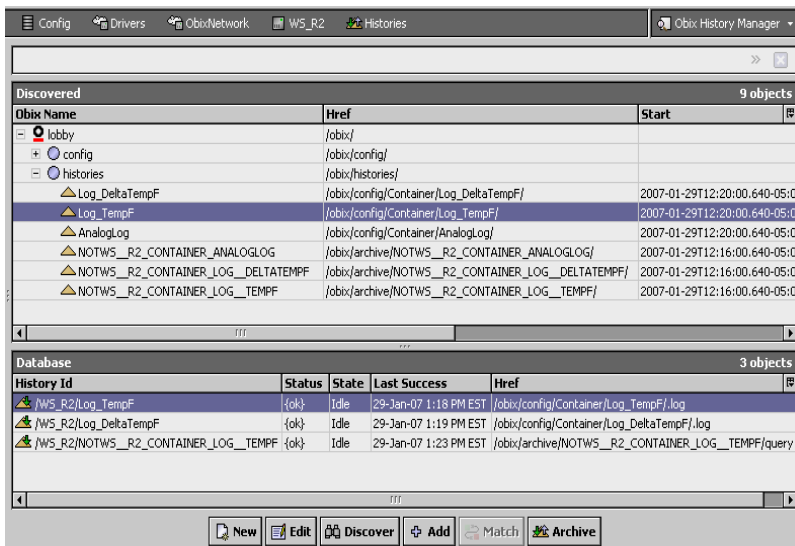 Config Drivers ObixNetwork WS_R2 Histories Obix History Manager
Discovered 9 objects
Obix Name Href Start
lobby /obix/
config /obix/config/
histories /obix/histories/
Log_DeltaTempF /obix/config/Container/Log_DeltaTempF/ 2007-01-29T12:20:00.640-05:0
Log_TempF /obix/config/Container/Log_TempF/ 2007-01-29T12:20:00.640-05:0
AnalogLog /obix/config/Container/AnalogLog/ 2007-01-29T12:20:00.640-05:0
NOTWS__R2_CONTAINER_ANALOGLOG /obix/archive/NOTWS__R2_CONTAINER_ANALOGLOG/ 2007-01-29T12:16:00.640-05:0
NOTWS__R2_CONTAINER_LOG__DELTATEMPF /obix/archive/NOTWS__R2_CONTAINER_LOG__DELTATEMPF/ 2007-01-29T12:16:00.640-05:0
NOTWS__R2_CONTAINER_LOG__TEMPF /obix/archive/NOTWS__R2_CONTAINER_LOG__TEMPF/ 2007-01-29T12:16:00.640-05:0
Database 3 objects
History Id Status State Last Success Href
/WS_R2/Log_TempF {ok} Idle 29-Jan-07 1:18 PM EST /obix/config/Container/Log_TempF/.log
/WS_R2/Log_DeltaTempF {ok} Idle 29-Jan-07 1:19 PM EST /obix/config/Container/Log_DeltaTempF/.log
/WS_R2/NOTWS__R2_CONTAINER_LOG__TEMPF {ok} Idle 29-Jan-07 1:23 PM EST /obix/archive/NOTWS__R2_CONTAINER_LOG__TEMPF/query
New Edit Discover Add Match Archive